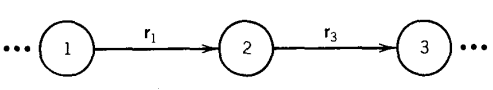 ••• 1 r₁ 2 r₃ 3 •••